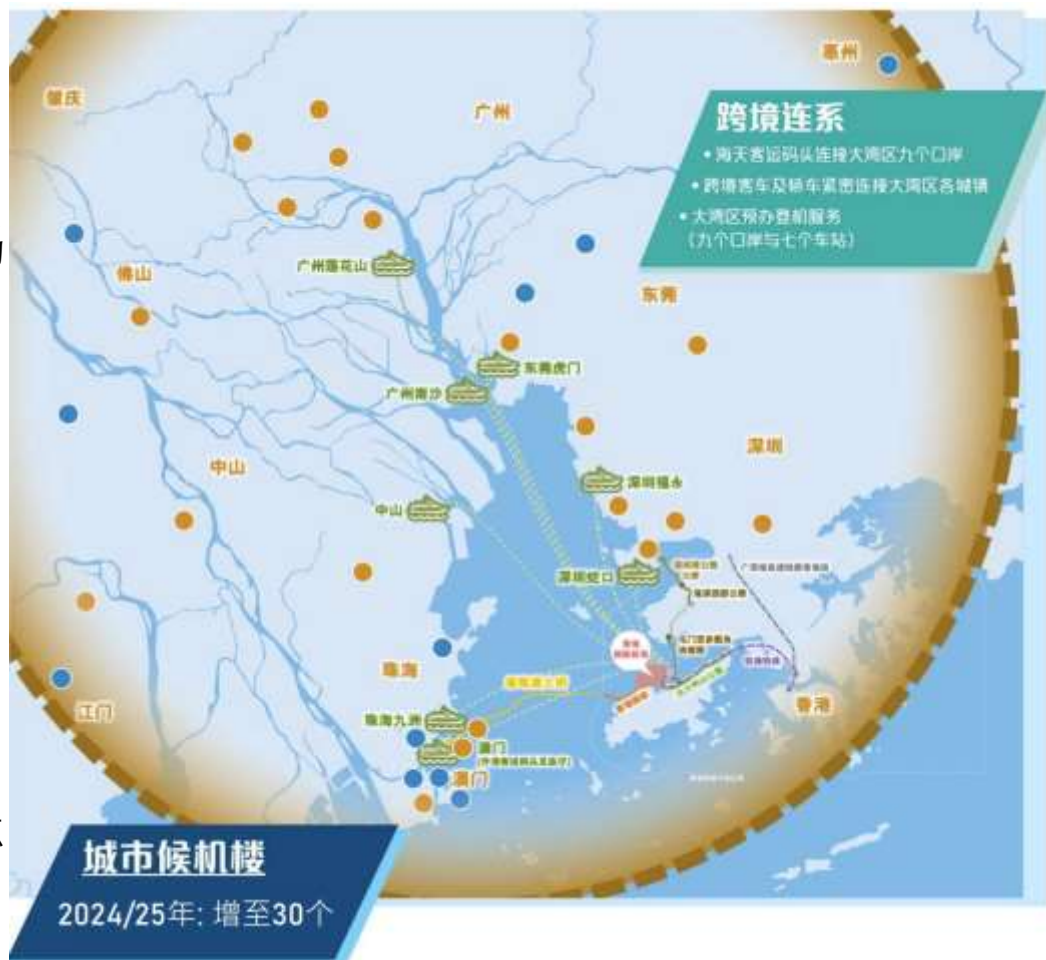 惠州
肇庆
广州
跨境连系
• 海天客运码头连接大湾区九个口岸
• 跨境客车及轿车紧密连接大湾区各城镇
• 大湾区预办登机服务
（九个口岸与七个车站）
广州莲花山
佛山
东莞
东莞虎门
广州南沙
深圳
中山
深圳福永
中山
深圳蛇口
珠海
香港
江门
珠海九洲
澳门
澳门
城市候机楼
2024/25年: 增至30个